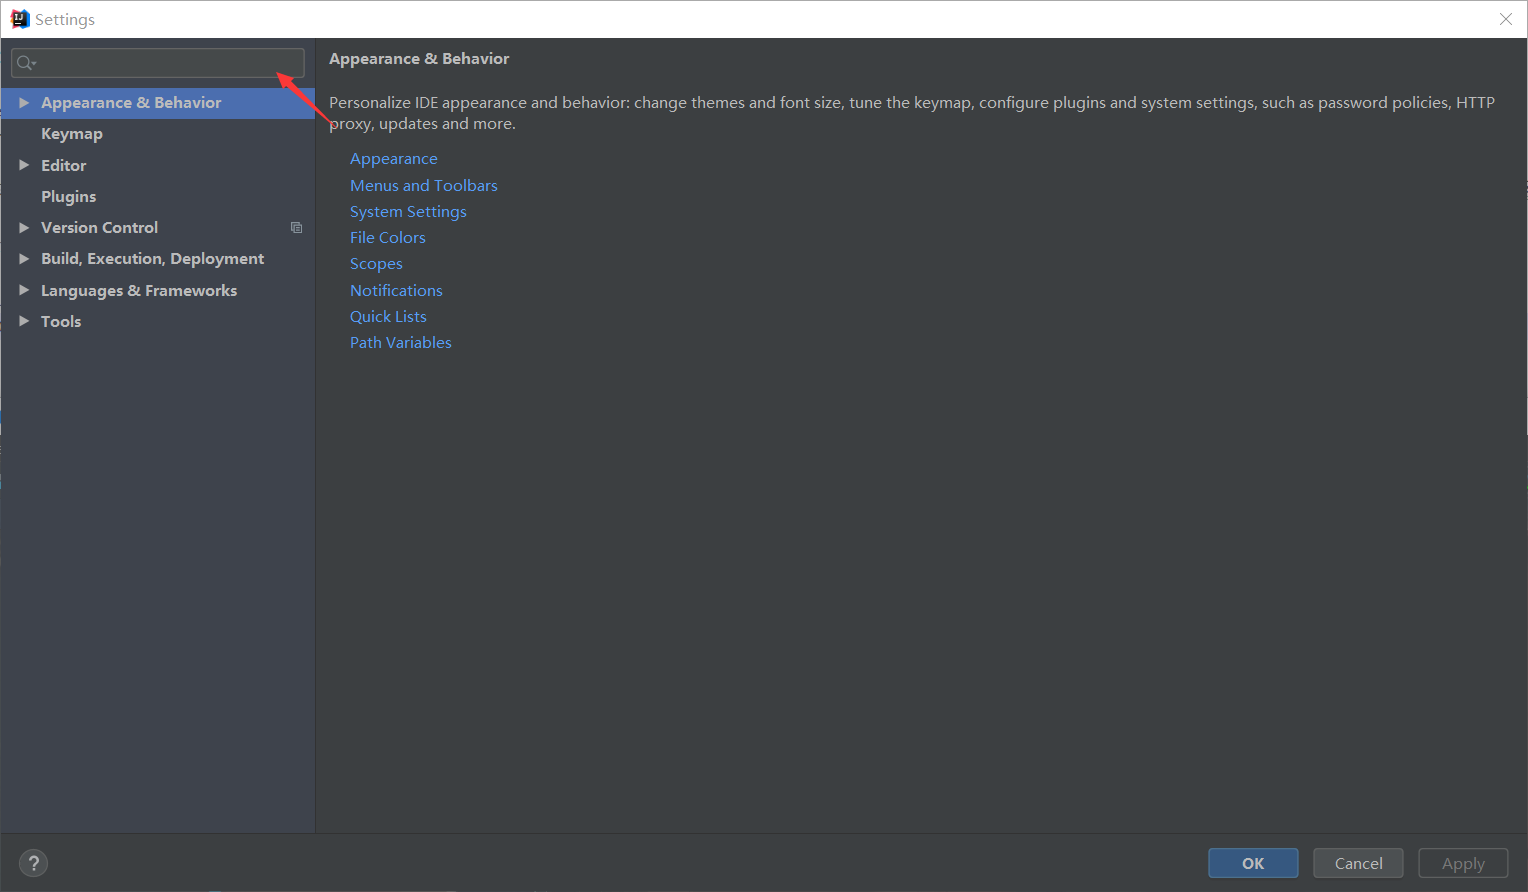 Settings
Appearance & Behavior
Keymap
Editor
Plugins
Version Control
Build, Execution, Deployment
Languages & Frameworks
Tools
Appearance & Behavior
Personalize IDE appearance and behavior: change themes and font size, tune the keymap, configure plugins and system settings, such as password policies, HTTP
proxy, updates and more.
Appearance
Menus and Toolbars
System Settings
File Colors
Scopes
Notifications
Quick Lists
Path Variables
?
OK
Cancel
Apply